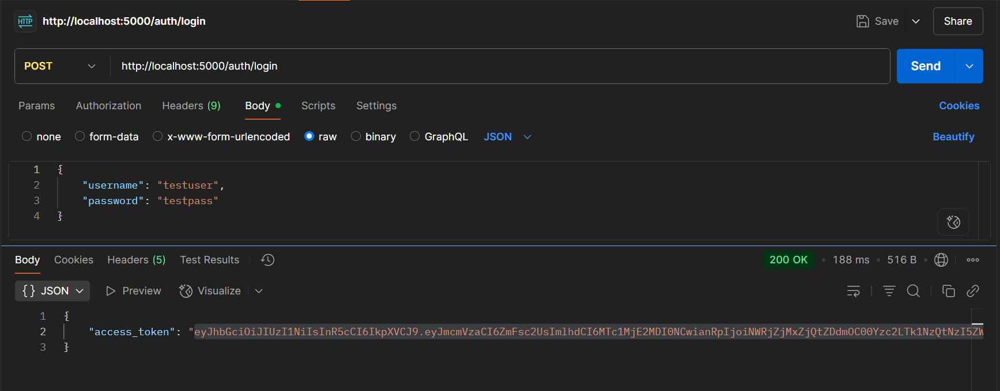 HTTP http://localhost:5000/auth/login Save Share
POST http://localhost:5000/auth/login Send
Params Authorization Headers (9) Body Scripts Settings Cookies
none form-data x-www-form-urlencoded raw binary GraphQL JSON Beautify
1 {
2 "username": "testuser",
3 "password": "testpass"
4 }
Body Cookies Headers (5) Test Results 200 OK • 188 ms • 516 B •
{} JSON Preview Visualize
1 {
2 "access_token": "eyJhbGciOiJIUzI1NiIsInR5cCI6IkpXVCJ9.eyJmcmVzaCI6ZmFsc2UsImlhdCI6MTc1MjE2MDI0NCwianRpIjoiNWRjZjMxZjQtZDdmOC00Yzc2LTk1NzQtNzI5ZW
3 }